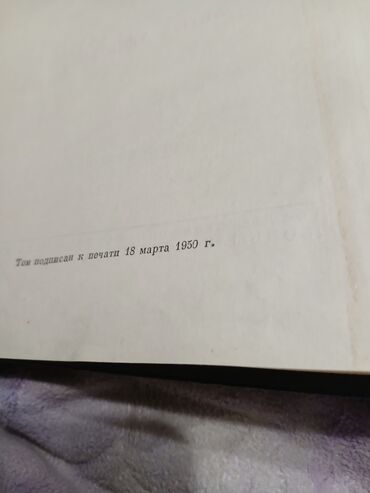 Том подписан к печати 18 марта 1950 г.